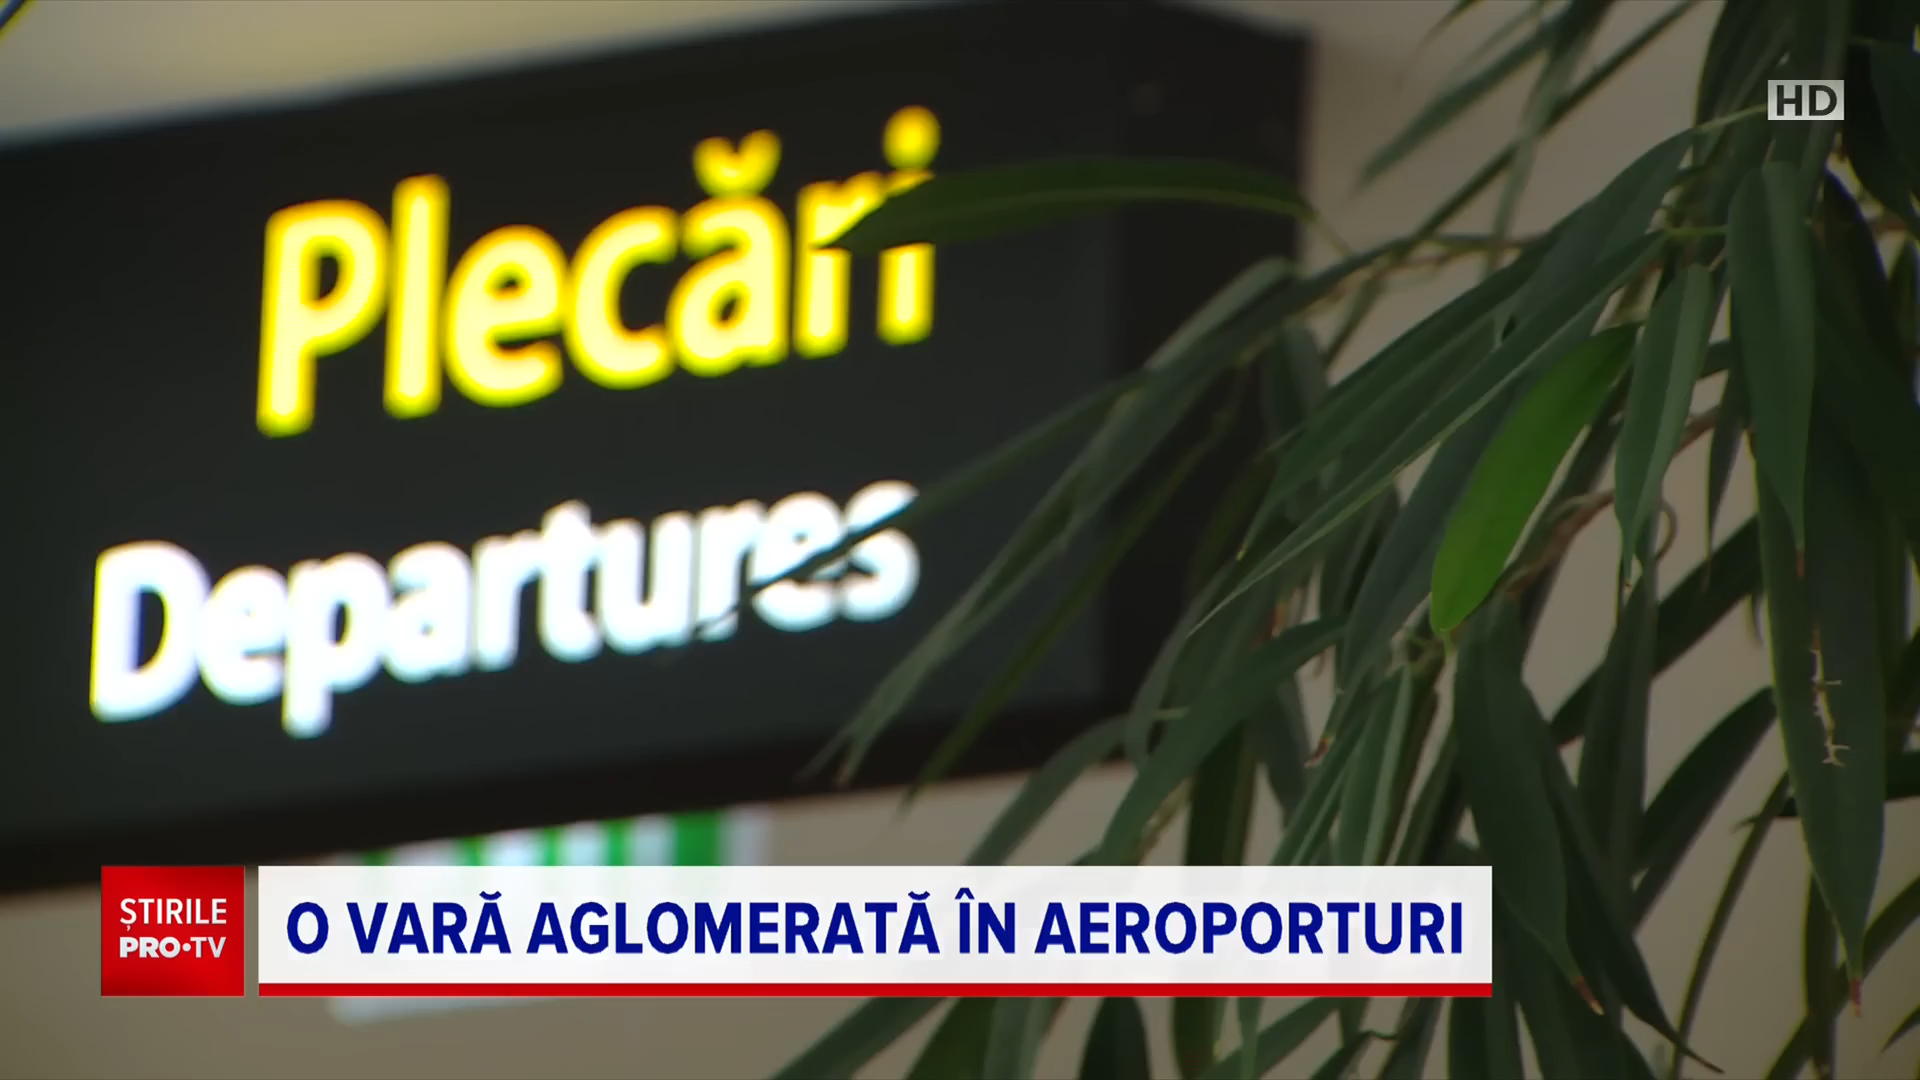 HD
Plecări
Departures
ȘTIRILE
PRO•TV
O VARĂ AGLOMERATĂ ÎN AEROPORTURI